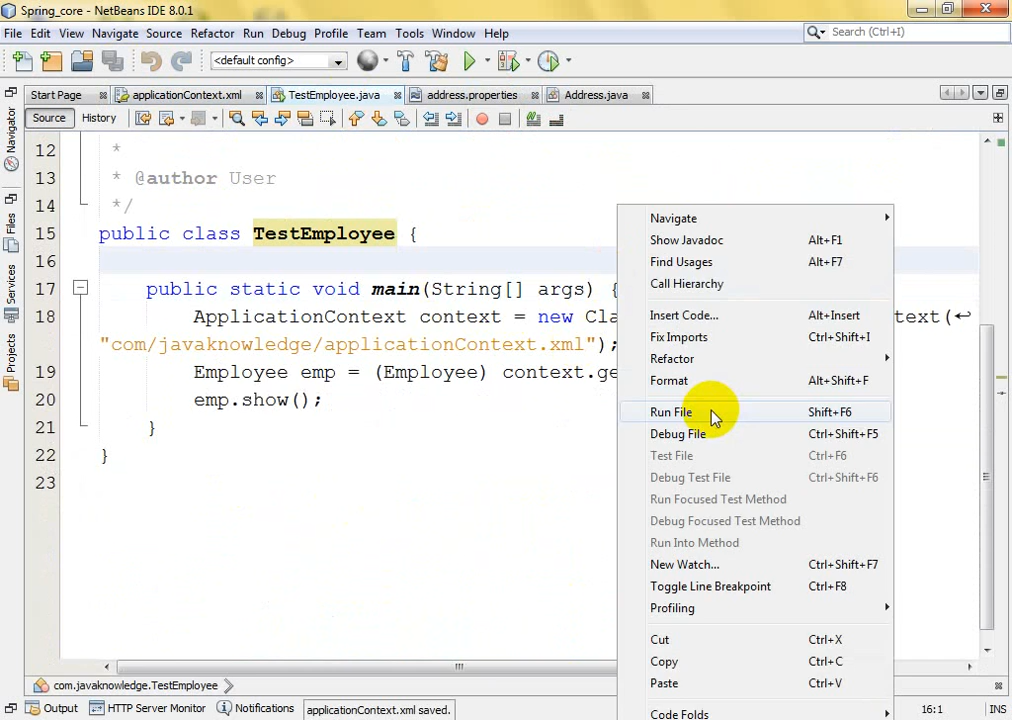 Spring_core - NetBeans IDE 8.0.1
File Edit View Navigate Source Refactor Run Debug Profile Team Tools Window Help
Search (Ctrl+I)
<default config>
Start Page applicationContext.xml TestEmployee.java address.properties Address.java
Source History
Navigator
Files
Services
Projects
12 *
13 * @author User
14 */
15 public class TestEmployee {
16
17 public static void main(String[] args) {
18 ApplicationContext context = new Cla
text(
"com/javaknowledge/applicationContext.xml");
19 Employee emp = (Employee) context.ge
20 emp.show();
21 }
22 }
23
Navigate
Show Javadoc Alt+F1
Find Usages Alt+F7
Call Hierarchy
Insert Code... Alt+Insert
Fix Imports Ctrl+Shift+I
Refactor
Format Alt+Shift+F
Run File Shift+F6
Debug File Ctrl+Shift+F5
Test File Ctrl+F6
Debug Test File Ctrl+Shift+F6
Run Focused Test Method
Debug Focused Test Method
Run Into Method
New Watch... Ctrl+Shift+F7
Toggle Line Breakpoint Ctrl+F8
Profiling
Cut Ctrl+X
Copy Ctrl+C
Paste Ctrl+V
Code Folds
com.javaknowledge.TestEmployee
Output HTTP Server Monitor Notifications applicationContext.xml saved. 16:1 INS